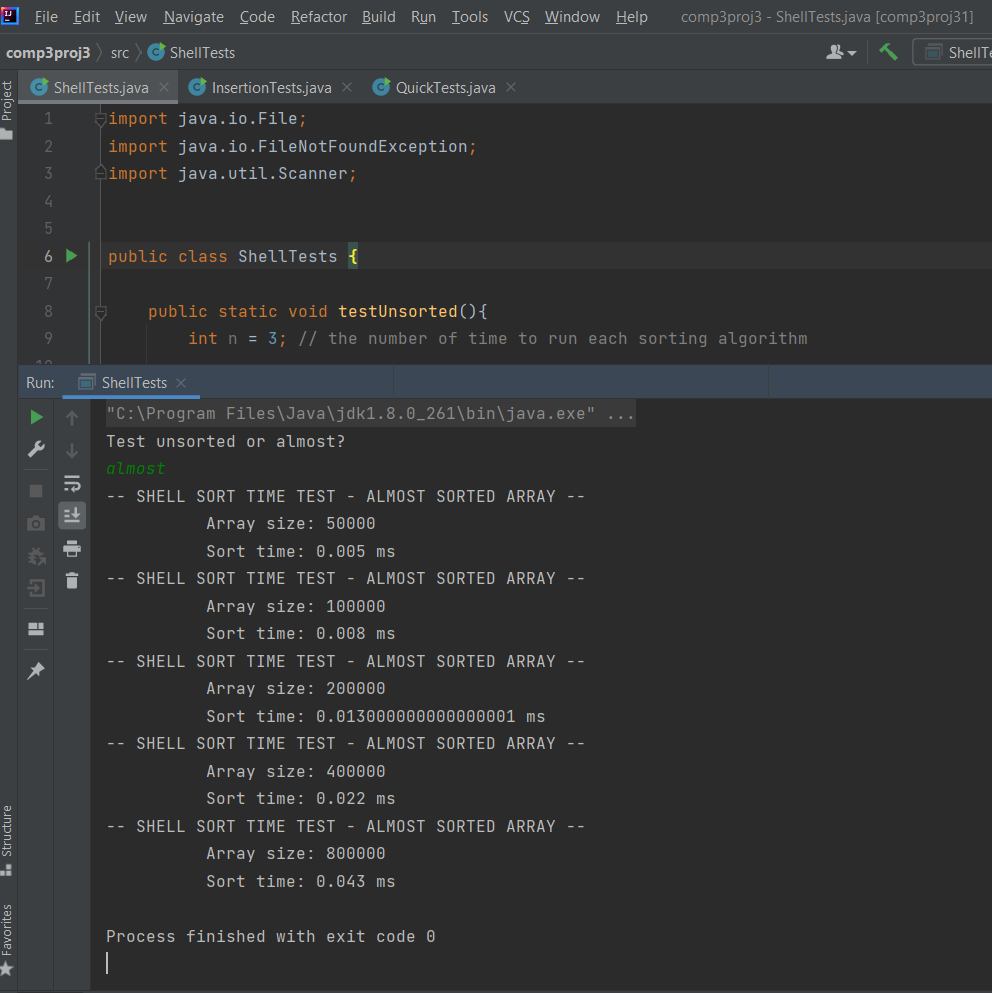 File Edit View Navigate Code Refactor Build Run Tools VCS Window Help comp3proj3 - ShellTests.java [comp3proj31]
comp3proj3 src ShellTests
ShellTests.java InsertionTests.java QuickTests.java
Project
1 import java.io.File;
2 import java.io.FileNotFoundException;
3 import java.util.Scanner;
4
5
6 public class ShellTests {
7
8 public static void testUnsorted(){
9 int n = 3; // the number of time to run each sorting algorithm
Run: ShellTests
"C:\Program Files\Java\jdk1.8.0_261\bin\java.exe" ...
Test unsorted or almost?
almost
-- SHELL SORT TIME TEST - ALMOST SORTED ARRAY --
Array size: 50000
Sort time: 0.005 ms
-- SHELL SORT TIME TEST - ALMOST SORTED ARRAY --
Array size: 100000
Sort time: 0.008 ms
-- SHELL SORT TIME TEST - ALMOST SORTED ARRAY --
Array size: 200000
Sort time: 0.013000000000000001 ms
-- SHELL SORT TIME TEST - ALMOST SORTED ARRAY --
Array size: 400000
Sort time: 0.022 ms
-- SHELL SORT TIME TEST - ALMOST SORTED ARRAY --
Array size: 800000
Sort time: 0.043 ms
Process finished with exit code 0
Structure
Favorites